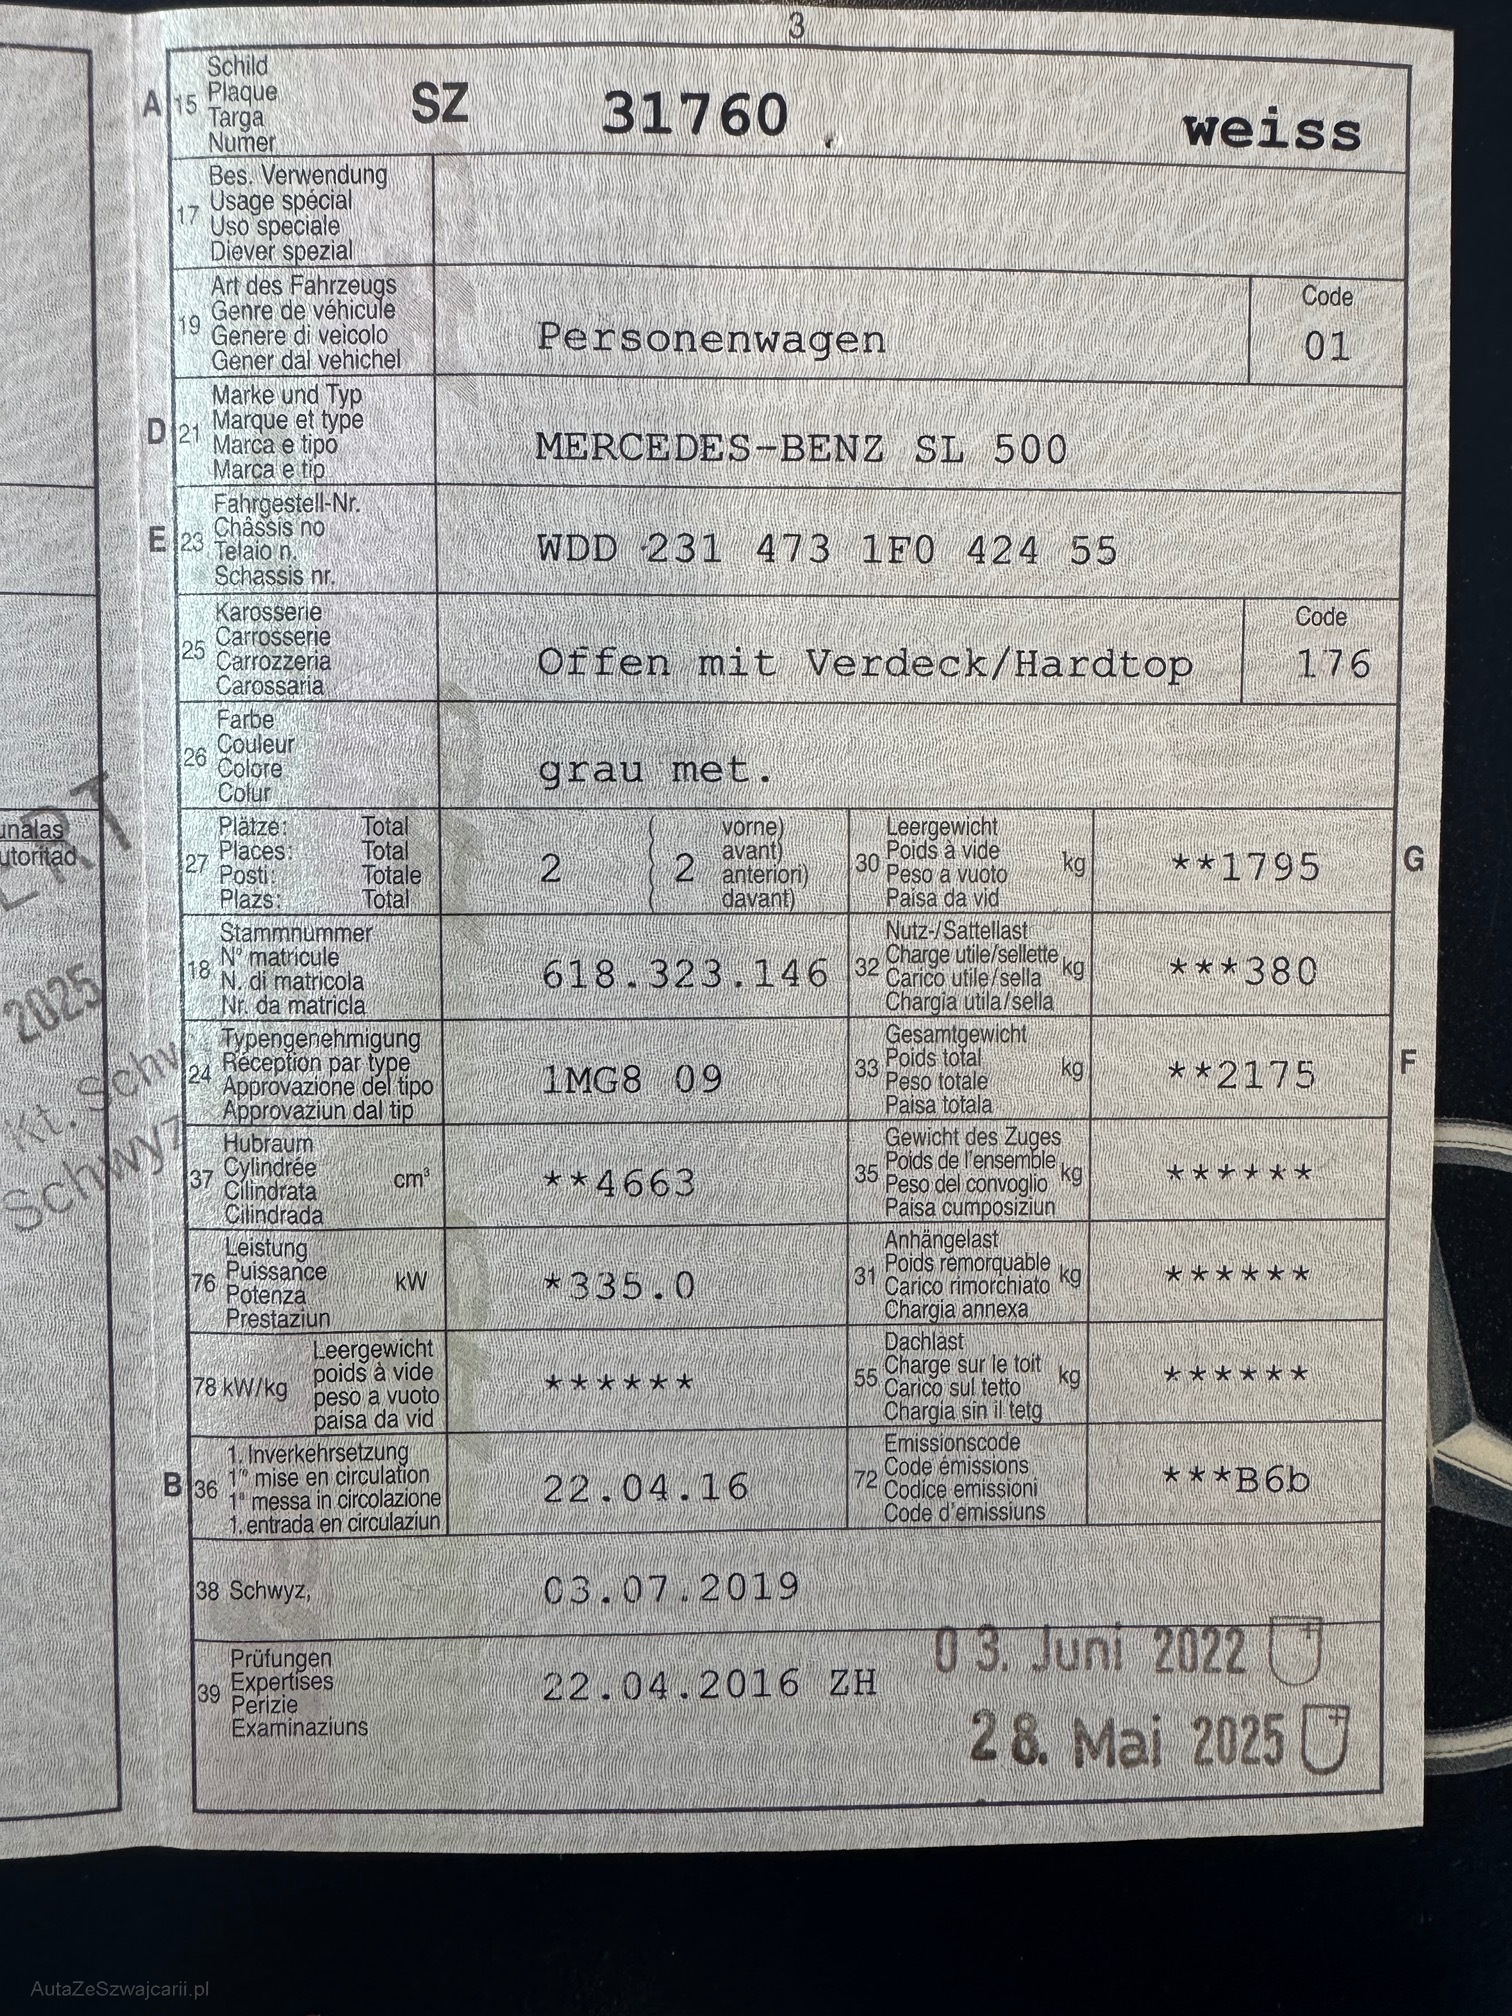 3
A 15 Schild
Plaque
Targa
Numer
SZ 31760 weiss
17 Bes. Verwendung
Usage spécial
Uso speciale
Diever spezial
19 Art des Fahrzeugs
Genre de véhicule
Genere di veicolo
Gener dal vehichel
Personenwagen
Code
01
D 21 Marke und Typ
Marque et type
Marca e tipo
Marca e tip
MERCEDES-BENZ SL 500
E 23 Fahrgestell-Nr.
Châssis no
Telaio n.
Schassis nr.
WDD 231 473 1F0 424 55
25 Karosserie
Carrosserie
Carrozzeria
Carossaria
Offen mit Verdeck/Hardtop
Code
176
26 Farbe
Couleur
Colore
Colur
grau met.
27 Plätze: Total
Places: Total
Posti: Totale
Plazs: Total
2 ( 2 vorne)
avant)
anteriori)
davant)
30 Leergewicht
Poids à vide
Peso a vuoto
Paisa da vid
kg **1795 G
18 Stammnummer
N° matricule
N. di matricola
Nr. da matricla
618.323.146
32 Nutz-/Sattellast
Charge utile/sellette
Carico utile/sella
Chargia utila/sella
kg ***380
24 Typengenehmigung
Réception par type
Approvazione del tipo
Approvaziun dal tip
1MG8 09
33 Gesamtgewicht
Poids total
Peso totale
Paisa totala
kg **2175 F
37 Hubraum
Cylindrée
Cilindrata
Cilindrada
cm³ **4663
35 Gewicht des Zuges
Poids de l'ensemble
Peso del convoglio
Paisa cumposiziun
kg ******
76 Leistung
Puissance
Potenza
Prestaziun
kW *335.0
31 Anhängelast
Poids remorquable
Carico rimorchiato
Chargia annexa
kg ******
78 kW/kg Leergewicht
poids à vide
peso a vuoto
paisa da vid
******
55 Dachlast
Charge sur le toit
Carico sul tetto
Chargia sin il tetg
kg ******
B 36 1. Inverkehrsetzung
1re mise en circulation
1a messa in circolazione
1. entrada en circulaziun
22.04.16
72 Emissionscode
Code émissions
Codice emissioni
Code d'emissiuns
***B6b
38 Schwyz, 03.07.2019
39 Prüfungen
Expertises
Perizie
Examinaziuns
22.04.2016 ZH
03. Juni 2022
28. Mai 2025
2025
Kt. Schw
Schwyz
AutaZeSzwajcarii.pl